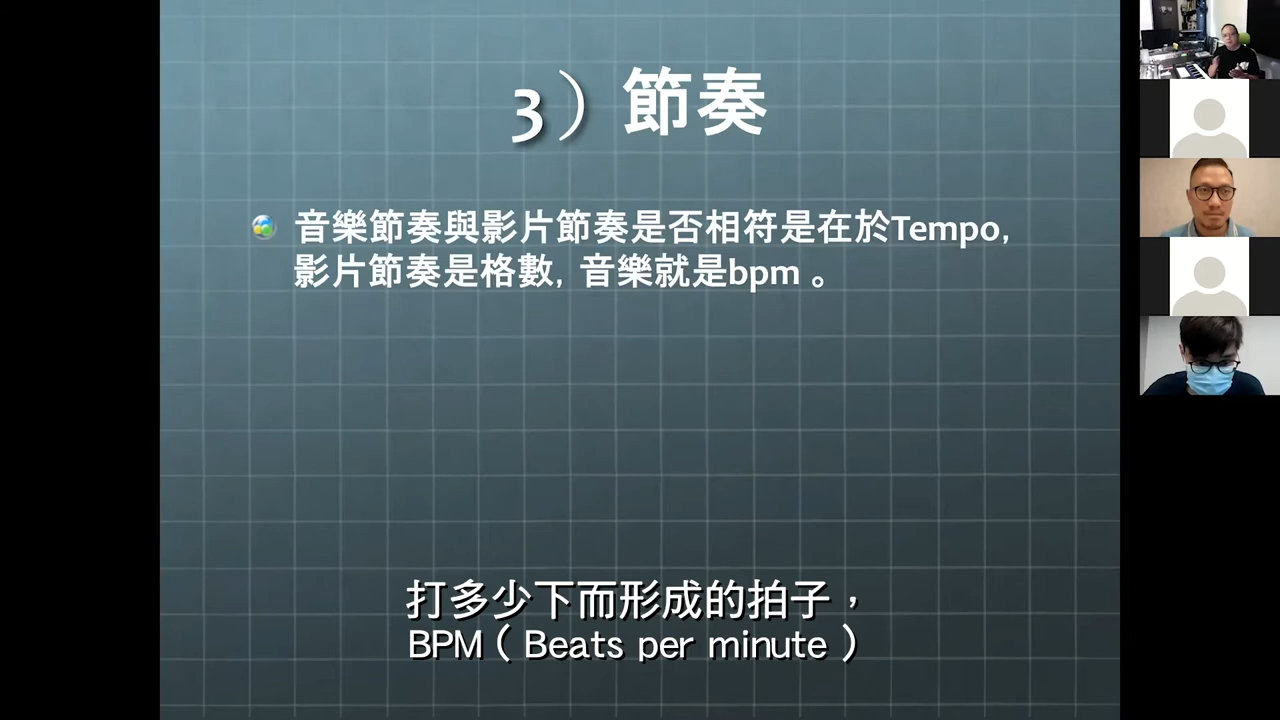 3）節奏
音樂節奏與影片節奏是否相符是在於Tempo,
影片節奏是格數, 音樂就是bpm。
打多少下而形成的拍子，
BPM（Beats per minute）